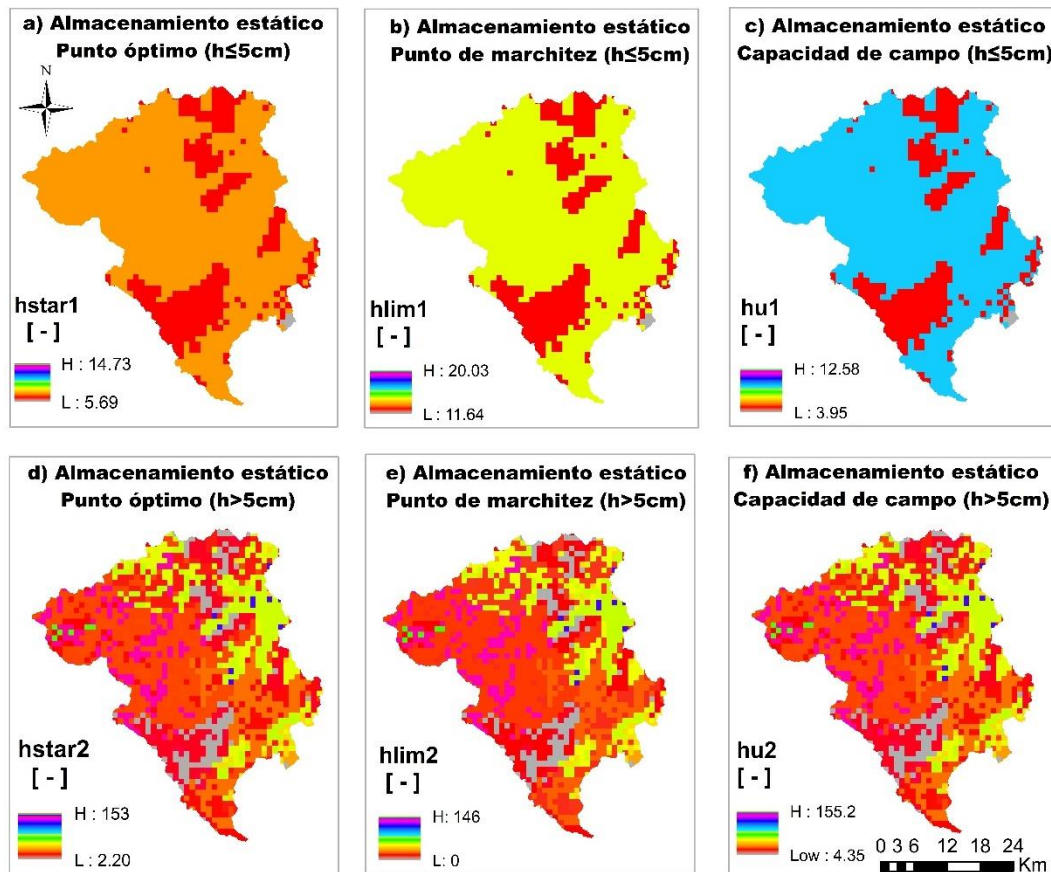 a) Almacenamiento estático
Punto óptimo (h≤5cm)
N
hstar1
[ - ]
H : 14.73
L : 5.69
b) Almacenamiento estático
Punto de marchitez (h≤5cm)
hlim1
[ - ]
H : 20.03
L : 11.64
c) Almacenamiento estático
Capacidad de campo (h≤5cm)
hu1
[ - ]
H : 12.58
L : 3.95
d) Almacenamiento estático
Punto óptimo (h>5cm)
hstar2
[ - ]
H : 153
L : 2.20
e) Almacenamiento estático
Punto de marchitez (h>5cm)
hlim2
[ - ]
H : 146
L: 0
f) Almacenamiento estático
Capacidad de campo (h>5cm)
hu2
[ - ]
H : 155.2
Low : 4.35
0 3 6 12 18 24
Km